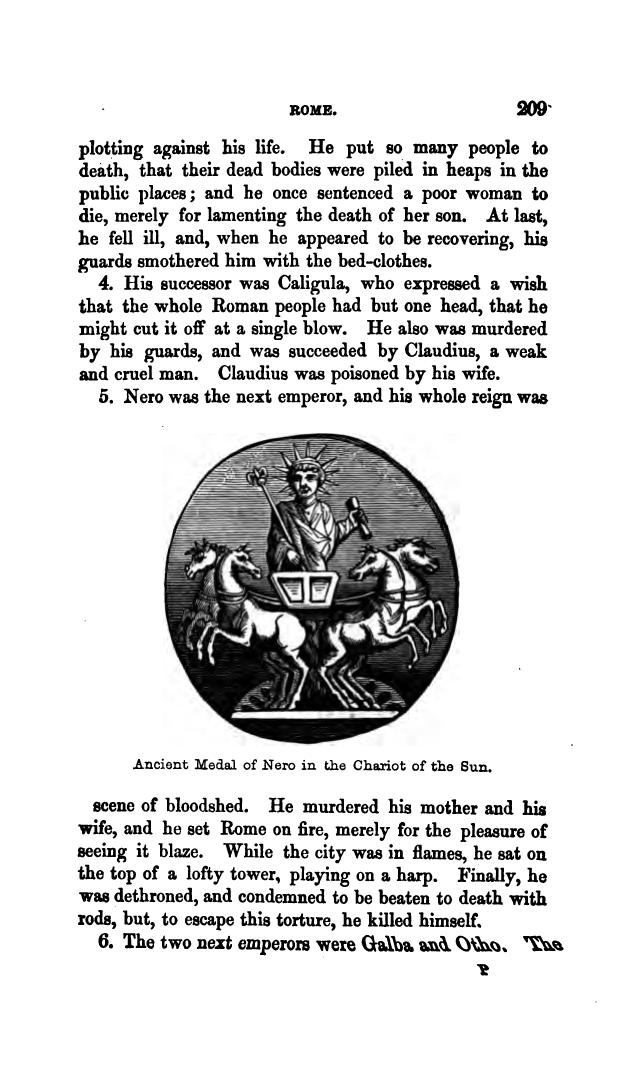 ROME. 209
plotting against his life. He put so many people to
death, that their dead bodies were piled in heaps in the
public places; and he once sentenced a poor woman to
die, merely for lamenting the death of her son. At last,
he fell ill, and, when he appeared to be recovering, his
guards smothered him with the bed-clothes.
4. His successor was Caligula, who expressed a wish
that the whole Roman people had but one head, that he
might cut it off at a single blow. He also was murdered
by his guards, and was succeeded by Claudius, a weak
and cruel man. Claudius was poisoned by his wife.
5. Nero was the next emperor, and his whole reign was
Ancient Medal of Nero in the Chariot of the Sun.
scene of bloodshed. He murdered his mother and his
wife, and he set Rome on fire, merely for the pleasure of
seeing it blaze. While the city was in flames, he sat on
the top of a lofty tower, playing on a harp. Finally, he
was dethroned, and condemned to be beaten to death with
rods, but, to escape this torture, he killed himself.
6. The two next emperors were Galba and Otho. The
P